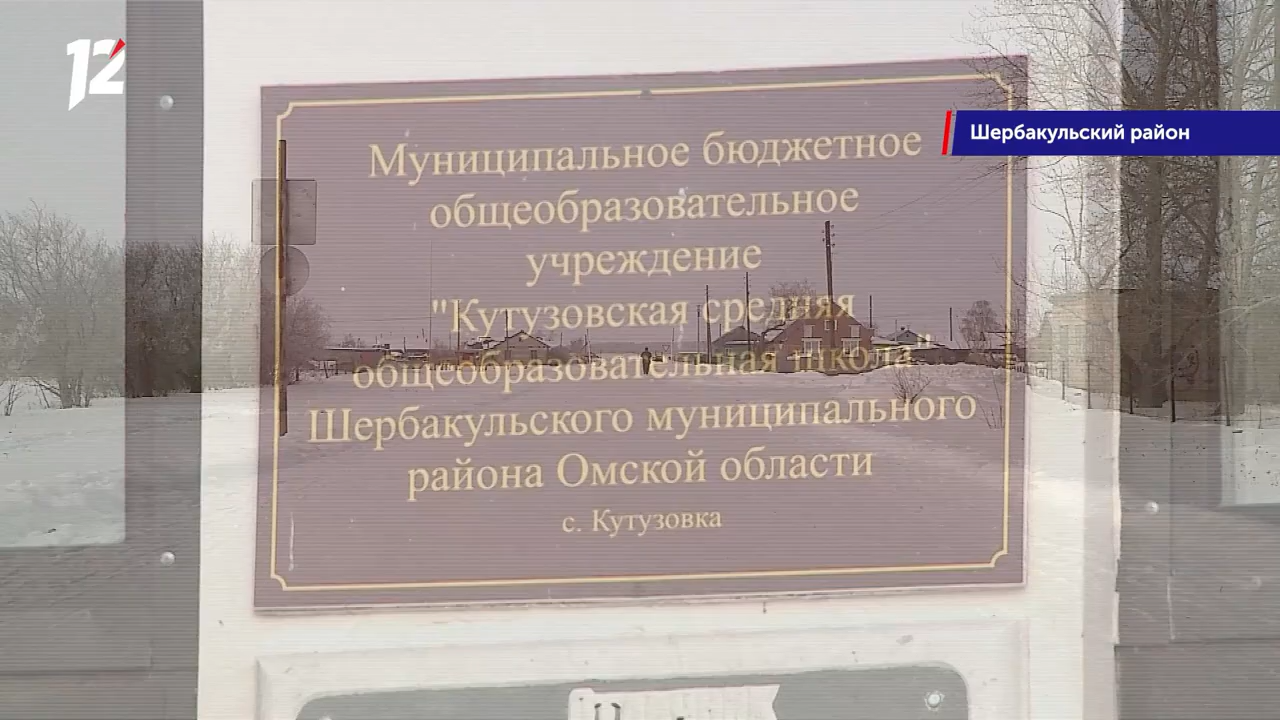 12
Шербакульский район
Муниципальное бюджетное
общеобразовательное
учреждение
"Кутузовская средняя
общеобразовательная школа"
Шербакульского муниципального
района Омской области
с. Кутузовка